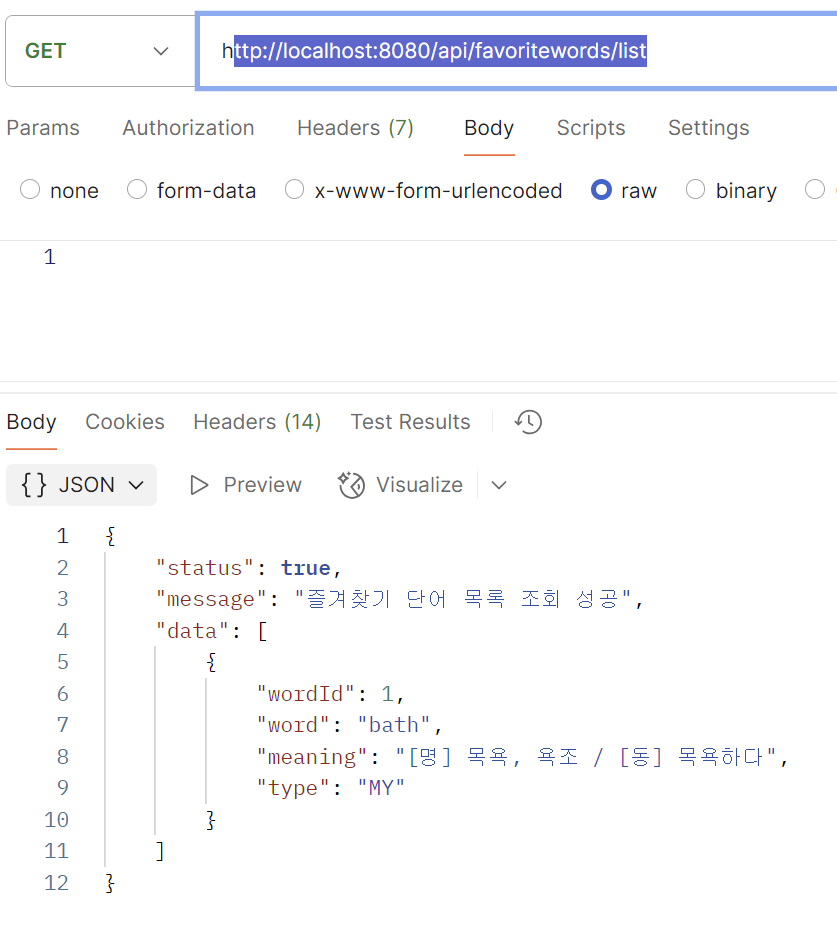 GET http://localhost:8080/api/favoritewords/list
Params Authorization Headers (7) Body Scripts Settings
none form-data x-www-form-urlencoded raw binary
1
Body Cookies Headers (14) Test Results
{} JSON Preview Visualize
1 {
2 "status": true,
3 "message": "즐겨찾기 단어 목록 조회 성공",
4 "data": [
5 {
6 "wordId": 1,
7 "word": "bath",
8 "meaning": "[명] 목욕, 욕조 / [동] 목욕하다",
9 "type": "MY"
10 }
11 ]
12 }